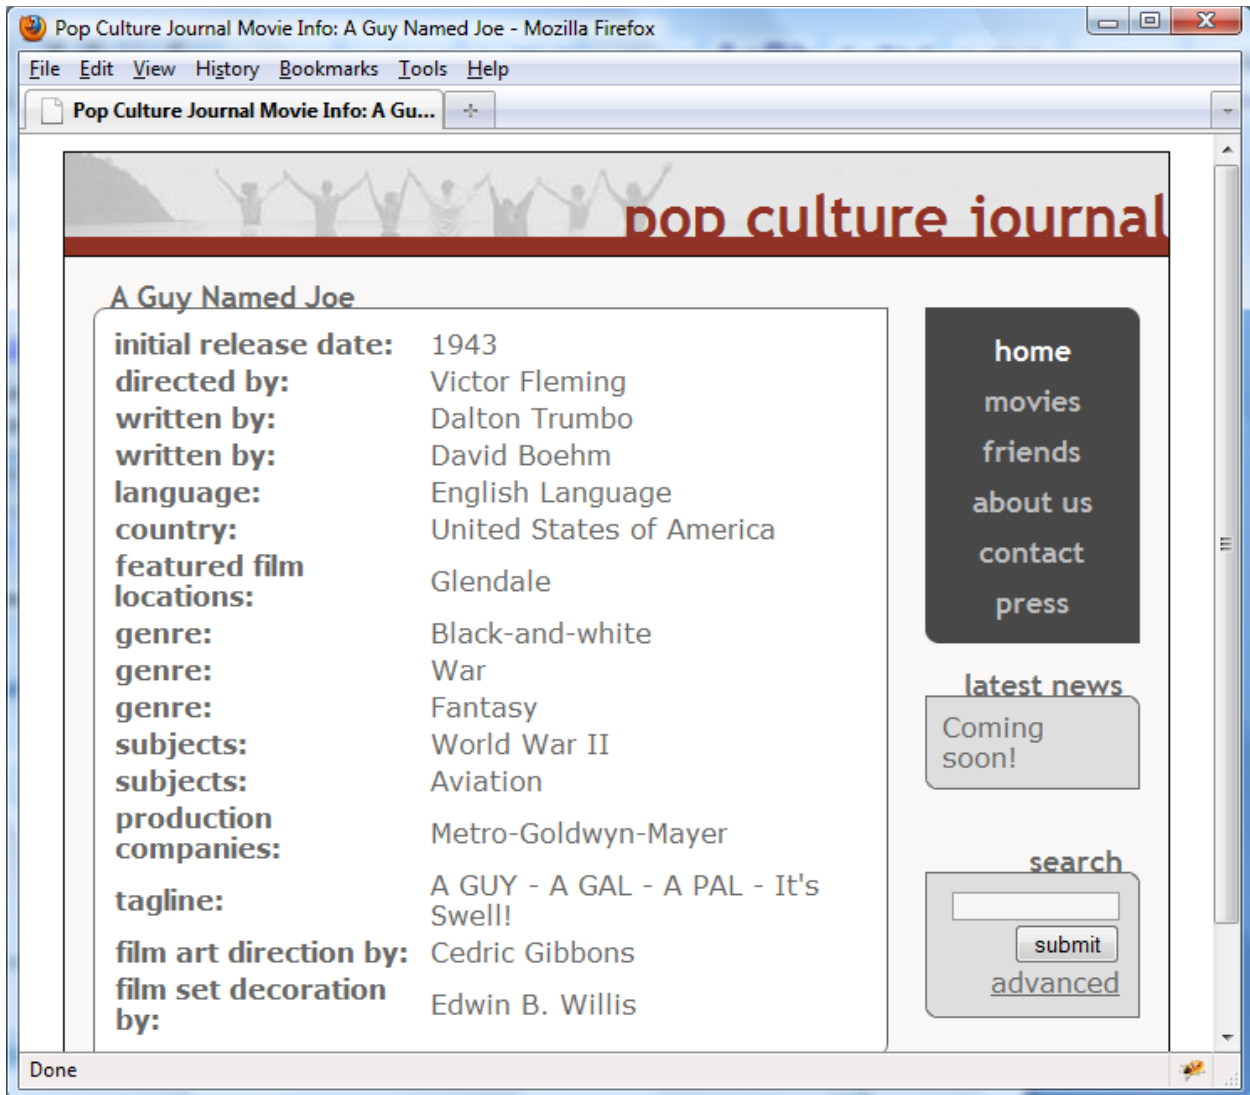 Pop Culture Journal Movie Info: A Guy Named Joe - Mozilla Firefox
File Edit View History Bookmarks Tools Help
Pop Culture Journal Movie Info: A Gu...
pop culture journal
A Guy Named Joe
initial release date: 1943
directed by: Victor Fleming
written by: Dalton Trumbo
written by: David Boehm
language: English Language
country: United States of America
featured film
locations: Glendale
genre: Black-and-white
genre: War
genre: Fantasy
subjects: World War II
subjects: Aviation
production
companies: Metro-Goldwyn-Mayer
tagline: A GUY - A GAL - A PAL - It's
Swell!
film art direction by: Cedric Gibbons
film set decoration
by: Edwin B. Willis
home
movies
friends
about us
contact
press
latest news
Coming
soon!
search
submit
advanced
Done